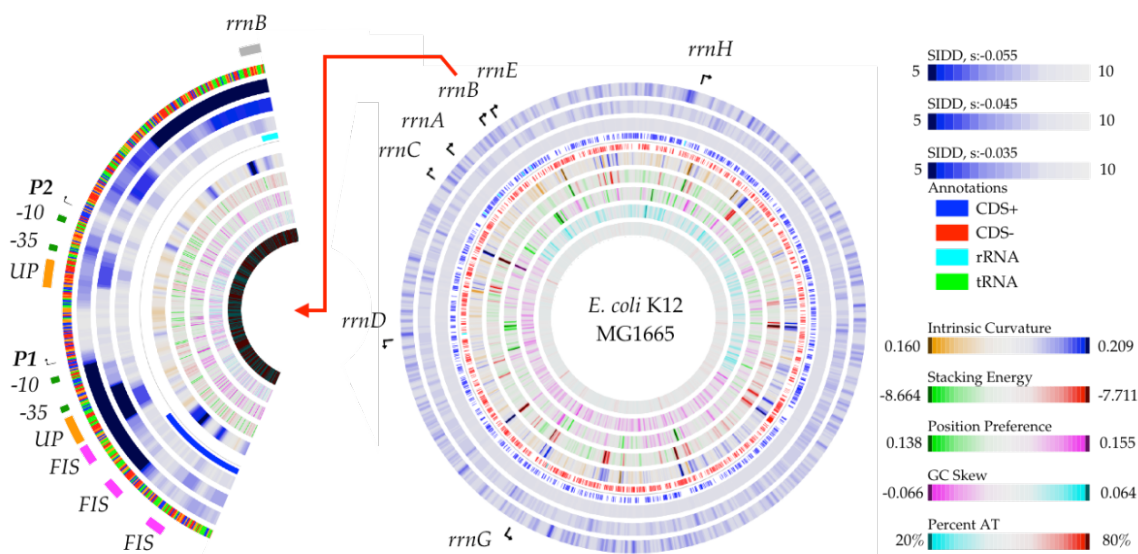 rrnB
P2
-10
-35
UP
P1
-10
-35
UP
FIS
FIS
FIS
rrnH
rrnE
rrnB
rrnA
rrnC
rrnD
rrnG
E. coli K12
MG1665
SIDD, s:-0.055
5 10
SIDD, s:-0.045
5 10
SIDD, s:-0.035
5 10
Annotations
CDS+
CDS-
rRNA
tRNA
Intrinsic Curvature
0.160 0.209
Stacking Energy
-8.664 -7.711
Position Preference
0.138 0.155
GC Skew
-0.066 0.064
Percent AT
20% 80%